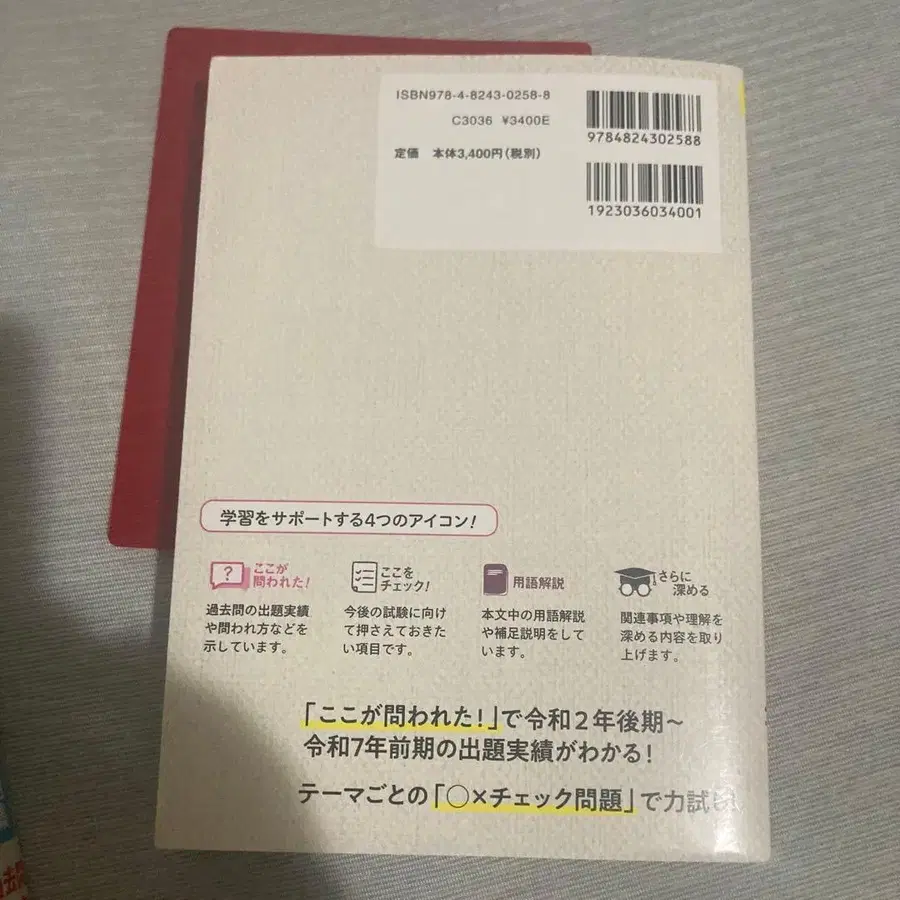 ISBN978-4-8243-0258-8
C3036 ¥3400E
定価 本体3,400円(税別)
9784824302588
1923036034001
学習をサポートする4つのアイコン!
?
ここが
問われた!
過去問の出題実績
や問われ方などを
示しています。
ここを
チェック!
今後の試験に向け
て押さえておきた
い項目です。
用語解説
本文中の用語解説
や補足説明をして
います。
さらに
深める
関連事項や理解を
深める内容を取り
上げます。
「ここが問われた!」で令和2年後期〜
令和7年前期の出題実績がわかる!
テーマごとの「○×チェック問題」で力試し